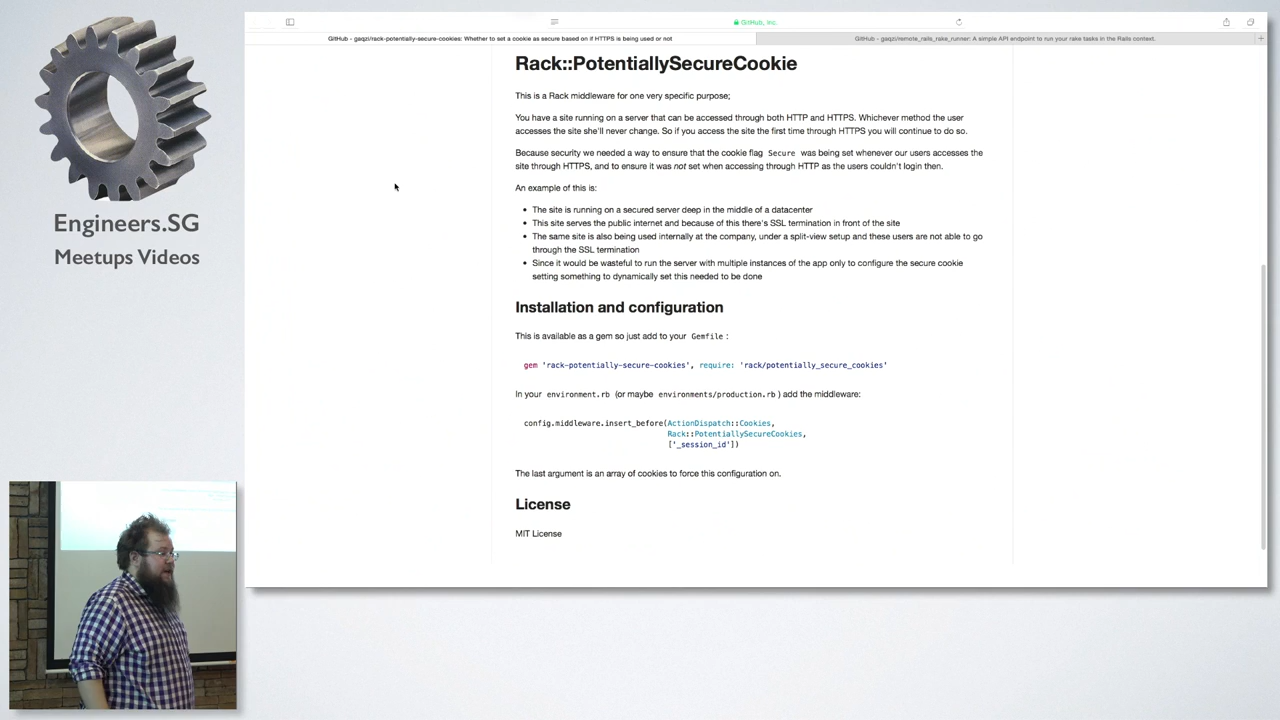 GitHub, Inc.
GitHub - gaqzi/rack-potentially-secure-cookies: Whether to set a cookie as secure based on if HTTPS is being used or not
GitHub - gaqzi/remote_rails_rake_runner: A simple API endpoint to run your rake tasks in the Rails context.
Engineers.SG
Meetups Videos
Rack::PotentiallySecureCookie
This is a Rack middleware for one very specific purpose;
You have a site running on a server that can be accessed through both HTTP and HTTPS. Whichever method the user
accesses the site she'll never change. So if you access the site the first time through HTTPS you will continue to do so.
Because security we needed a way to ensure that the cookie flag Secure was being set whenever our users accesses the
site through HTTPS, and to ensure it was not set when accessing through HTTP as the users couldn't login then.
An example of this is:
• The site is running on a secured server deep in the middle of a datacenter
• This site serves the public internet and because of this there's SSL termination in front of the site
• The same site is also being used internally at the company, under a split-view setup and these users are not able to go
through the SSL termination
• Since it would be wasteful to run the server with multiple instances of the app only to configure the secure cookie
setting something to dynamically set this needed to be done
Installation and configuration
This is available as a gem so just add to your Gemfile :
gem 'rack-potentially-secure-cookies', require: 'rack/potentially_secure_cookies'
In your environment.rb (or maybe environments/production.rb ) add the middleware:
config.middleware.insert_before(ActionDispatch::Cookies,
Rack::PotentiallySecureCookies,
['_session_id'])
The last argument is an array of cookies to force this configuration on.
License
MIT License